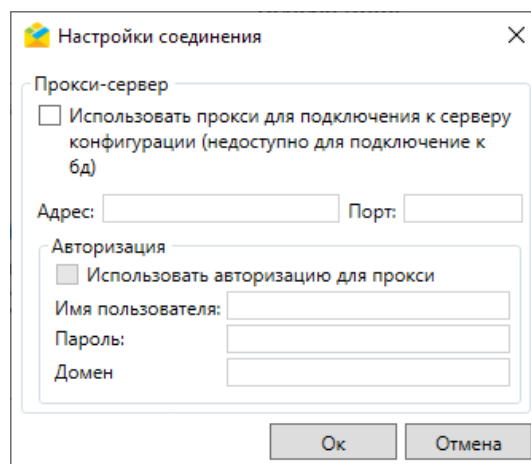 Настройки соединения
Прокси-сервер
Использовать прокси для подключения к серверу
конфигурации (недоступно для подключение к
бд)
Адрес: Порт:
Авторизация
Использовать авторизацию для прокси
Имя пользователя:
Пароль:
Домен
Ок Отмена